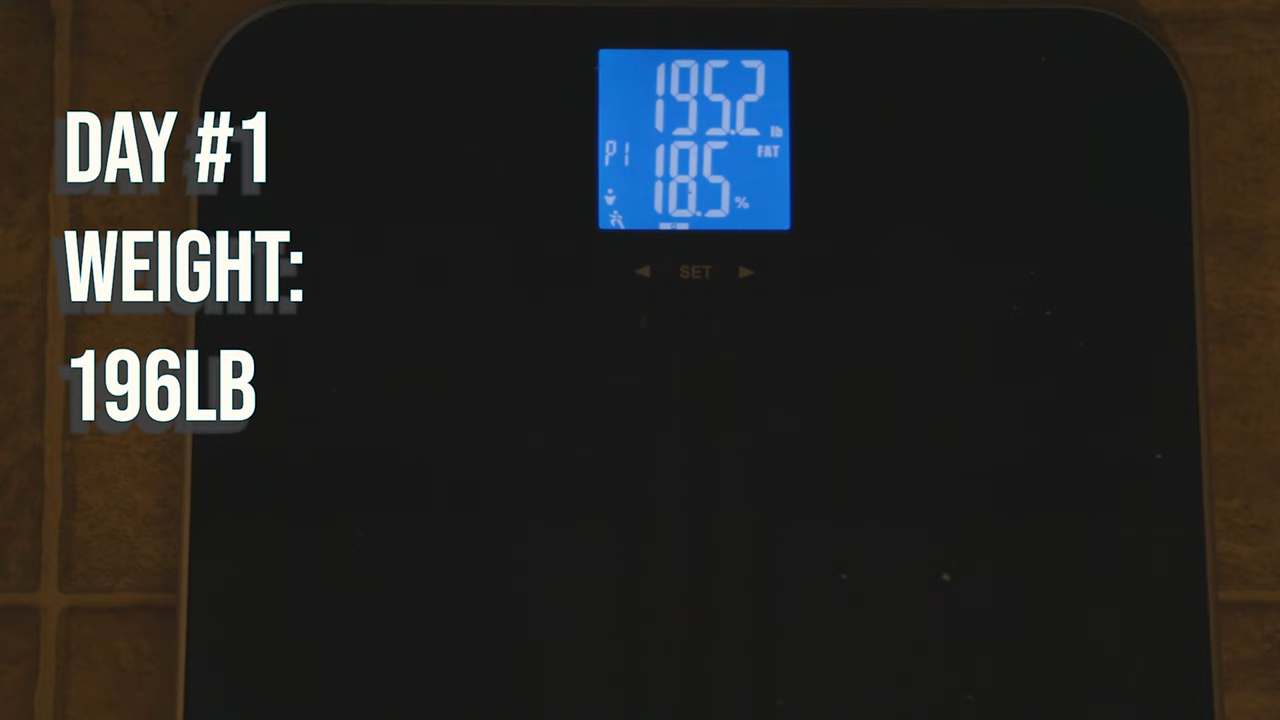 DAY #1
WEIGHT:
196LB
195.2 lb
P1 FAT
18.5 %
◄ SET ►